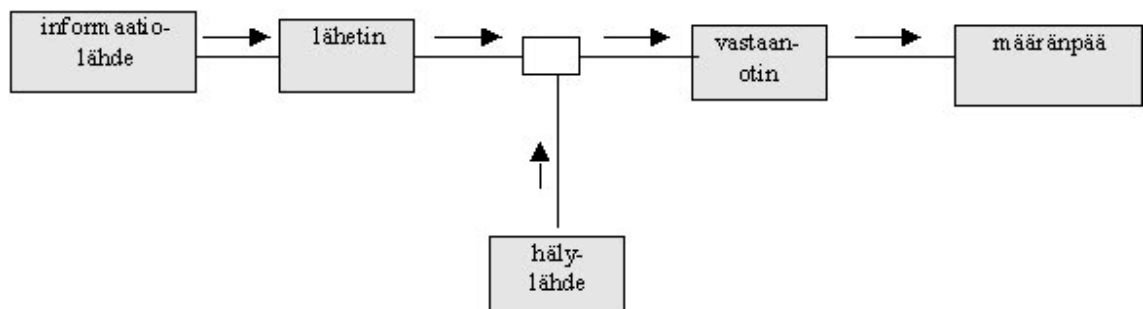 informaatio-
lähde
lähetin
vastaan-
otin
määränpää
häly-
lähde